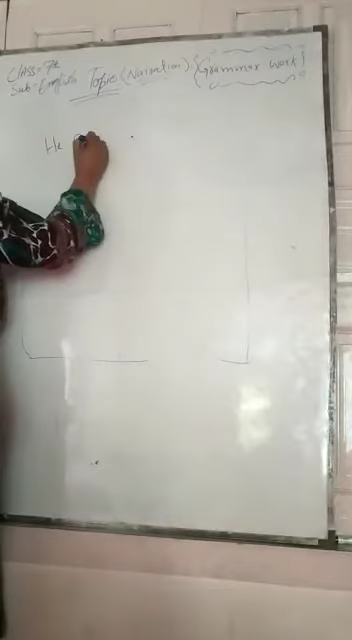 Class = 7th
Sub = English Topic (Narration) {Grammar work}
He